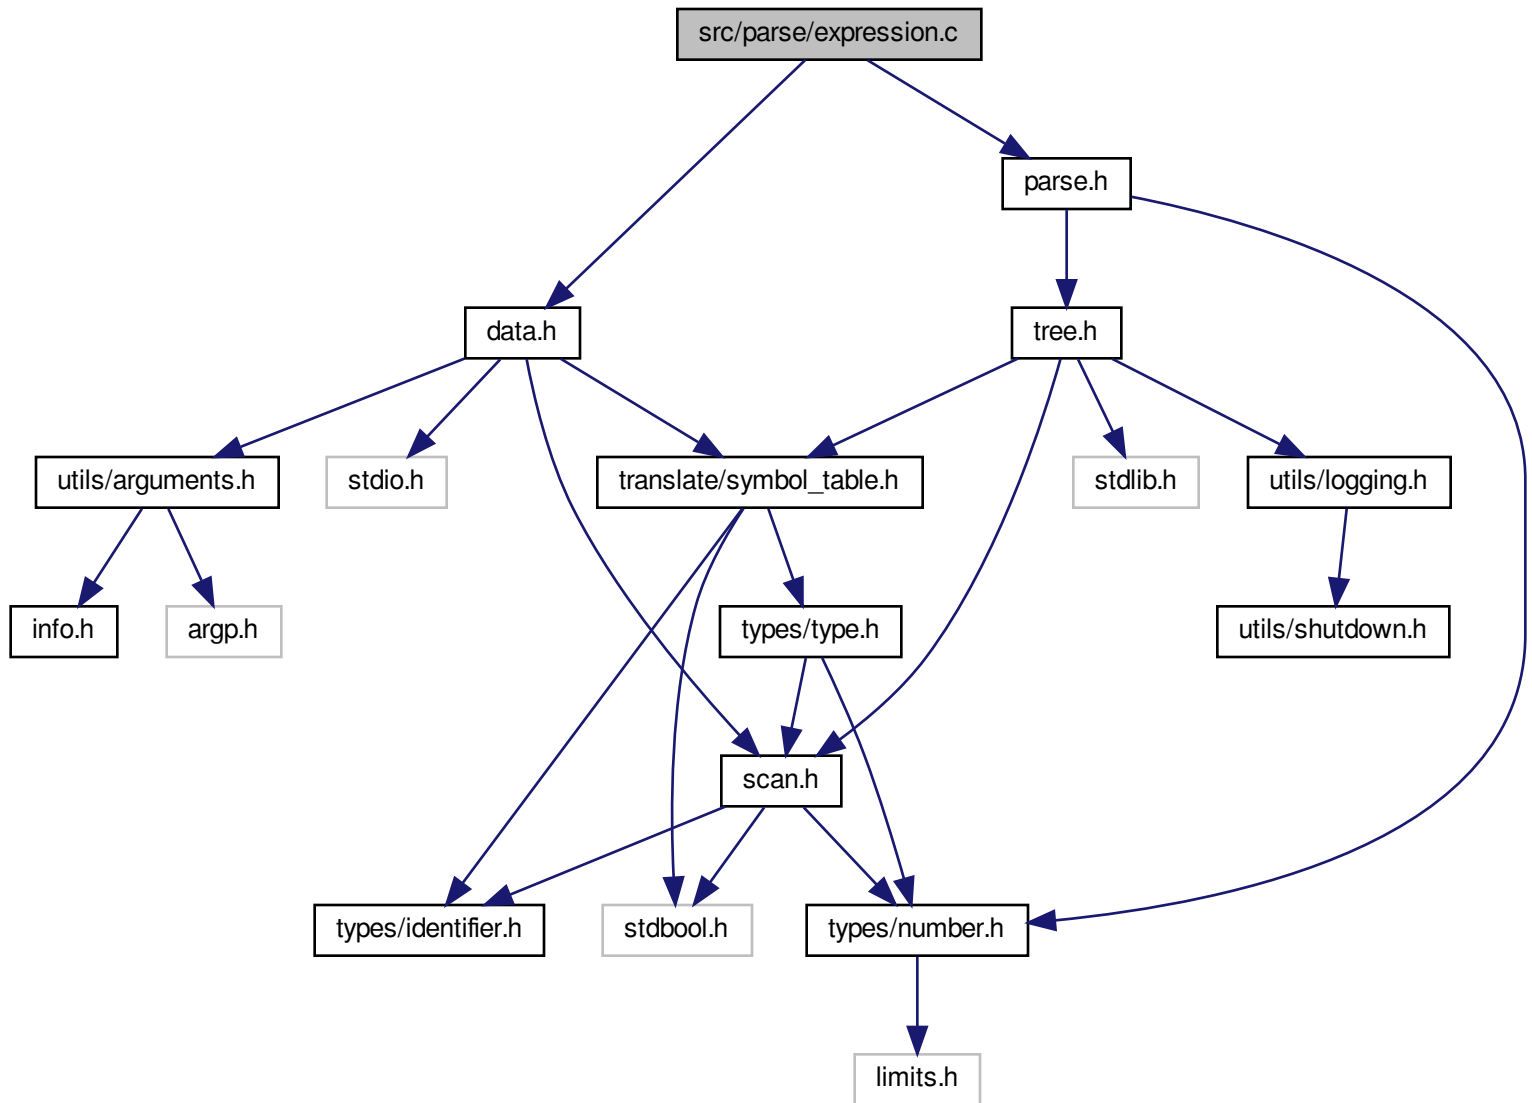 src/parse/expression.c
parse.h
data.h
tree.h
utils/arguments.h
stdio.h
translate/symbol_table.h
stdlib.h
utils/logging.h
info.h
argp.h
types/type.h
utils/shutdown.h
scan.h
types/identifier.h
stdbool.h
types/number.h
limits.h